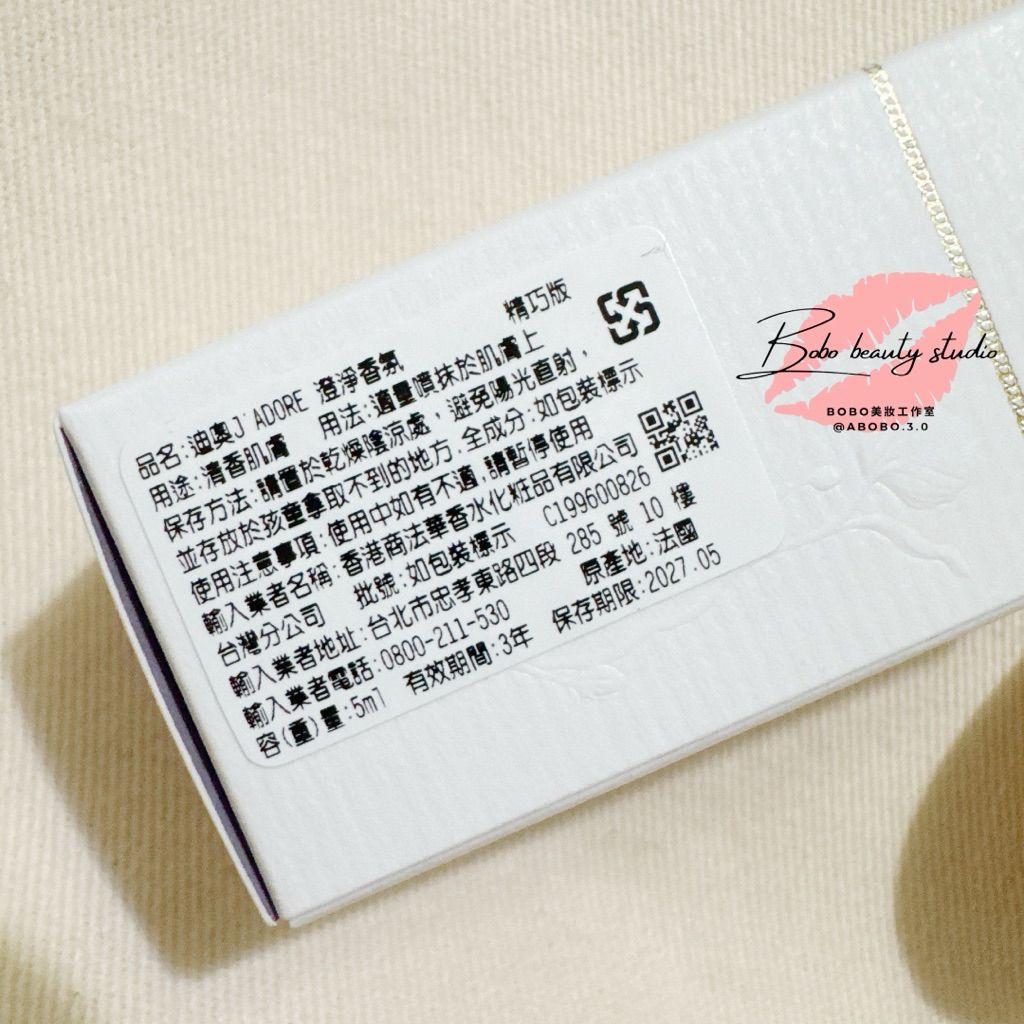 精巧版
品名:迪奧J'ADORE 澄淨香氛
用途:清香肌膚 用法:適量噴抹於肌膚上
保存方法:請置於乾燥陰涼處，避免陽光直射，
並存放於孩童拿取不到的地方 全成分:如包裝標示
使用注意事項:使用中如有不適,請暫停使用
輸入業者名稱:香港商法華香水化粧品有限公司
台灣分公司 批號:如包裝標示 C199600826
輸入業者地址:台北市忠孝東路四段 285 號 10 樓
輸入業者電話:0800-211-530 原產地:法國
容(重)量:5ml 有效期間:3年 保存期限:2027.05
Bobo beauty studio
BOBO美妝工作室
@ABOBO.3.0